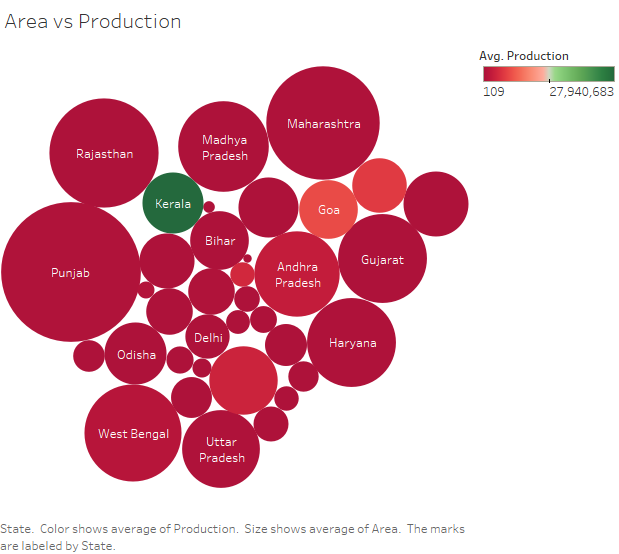 Area vs Production
Avg. Production
109 27,940,683
Maharashtra
Madhya
Pradesh
Rajasthan
Kerala
Goa
Bihar
Gujarat
Punjab
Andhra
Pradesh
Delhi
Haryana
Odisha
West Bengal
Uttar
Pradesh
State. Color shows average of Production. Size shows average of Area. The marks
are labeled by State.